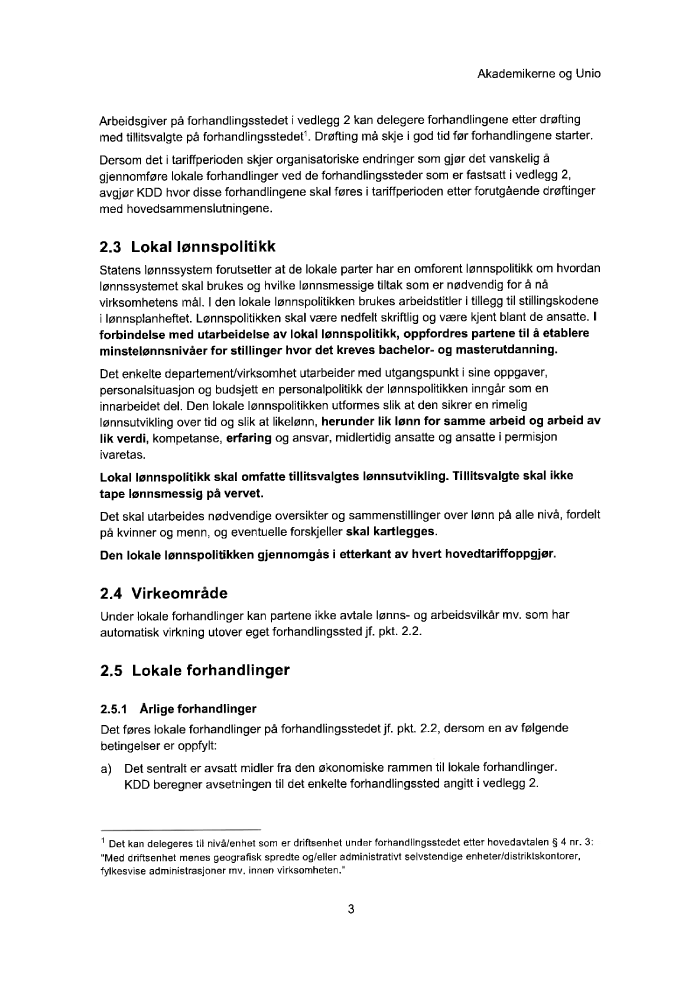 Akademikerne og Unio
Arbeidsgiver på forhandlingsstedet i vedlegg 2 kan delegere forhandlingene etter drøfting
med tillitsvalgte på forhandlingsstedet¹. Drøfting må skje i god tid før forhandlingene starter.
Dersom det i tariffperioden skjer organisatoriske endringer som gjør det vanskelig å
gjennomføre lokale forhandlinger ved de forhandlingssteder som er fastsatt i vedlegg 2,
avgjør KDD hvor disse forhandlingene skal føres i tariffperioden etter forutgående drøftinger
med hovedsammenslutningene.
2.3 Lokal lønnspolitikk
Statens lønnssystem forutsetter at de lokale parter har en omforent lønnspolitikk om hvordan
lønnssystemet skal brukes og hvilke lønnsmessige tiltak som er nødvendig for å nå
virksomhetens mål. I den lokale lønnspolitikken brukes arbeidstitler i tillegg til stillingskodene
i lønnsplanheftet. Lønnspolitikken skal være nedfelt skriftlig og være kjent blant de ansatte. I
forbindelse med utarbeidelse av lokal lønnspolitikk, oppfordres partene til å etablere
minstelønnsnivåer for stillinger hvor det kreves bachelor- og masterutdanning.
Det enkelte departement/virksomhet utarbeider med utgangspunkt i sine oppgaver,
personalsituasjon og budsjett en personalpolitikk der lønnspolitikken inngår som en
innarbeidet del. Den lokale lønnspolitikken utformes slik at den sikrer en rimelig
lønnsutvikling over tid og slik at likelønn, herunder lik lønn for samme arbeid og arbeid av
lik verdi, kompetanse, erfaring og ansvar, midlertidig ansatte og ansatte i permisjon
ivaretas.
Lokal lønnspolitikk skal omfatte tillitsvalgtes lønnsutvikling. Tillitsvalgte skal ikke
tape lønnsmessig på vervet.
Det skal utarbeides nødvendige oversikter og sammenstillinger over lønn på alle nivå, fordelt
på kvinner og menn, og eventuelle forskjeller skal kartlegges.
Den lokale lønnspolitikken gjennomgås i etterkant av hvert hovedtariffoppgjør.
2.4 Virkeområde
Under lokale forhandlinger kan partene ikke avtale lønns- og arbeidsvilkår mv. som har
automatisk virkning utover eget forhandlingssted jf. pkt. 2.2.
2.5 Lokale forhandlinger
2.5.1 Årlige forhandlinger
Det føres lokale forhandlinger på forhandlingsstedet jf. pkt. 2.2, dersom en av følgende
betingelser er oppfylt:
a) Det sentralt er avsatt midler fra den økonomiske rammen til lokale forhandlinger.
KDD beregner avsetningen til det enkelte forhandlingssted angitt i vedlegg 2.
¹ Det kan delegeres til nivå/enhet som er driftsenhet under forhandlingsstedet etter hovedavtalen § 4 nr. 3:
"Med driftsenhet menes geografisk spredte og/eller administrativt selvstendige enheter/distriktskontorer,
fylkesvise administrasjoner mv. innen virksomheten."
3